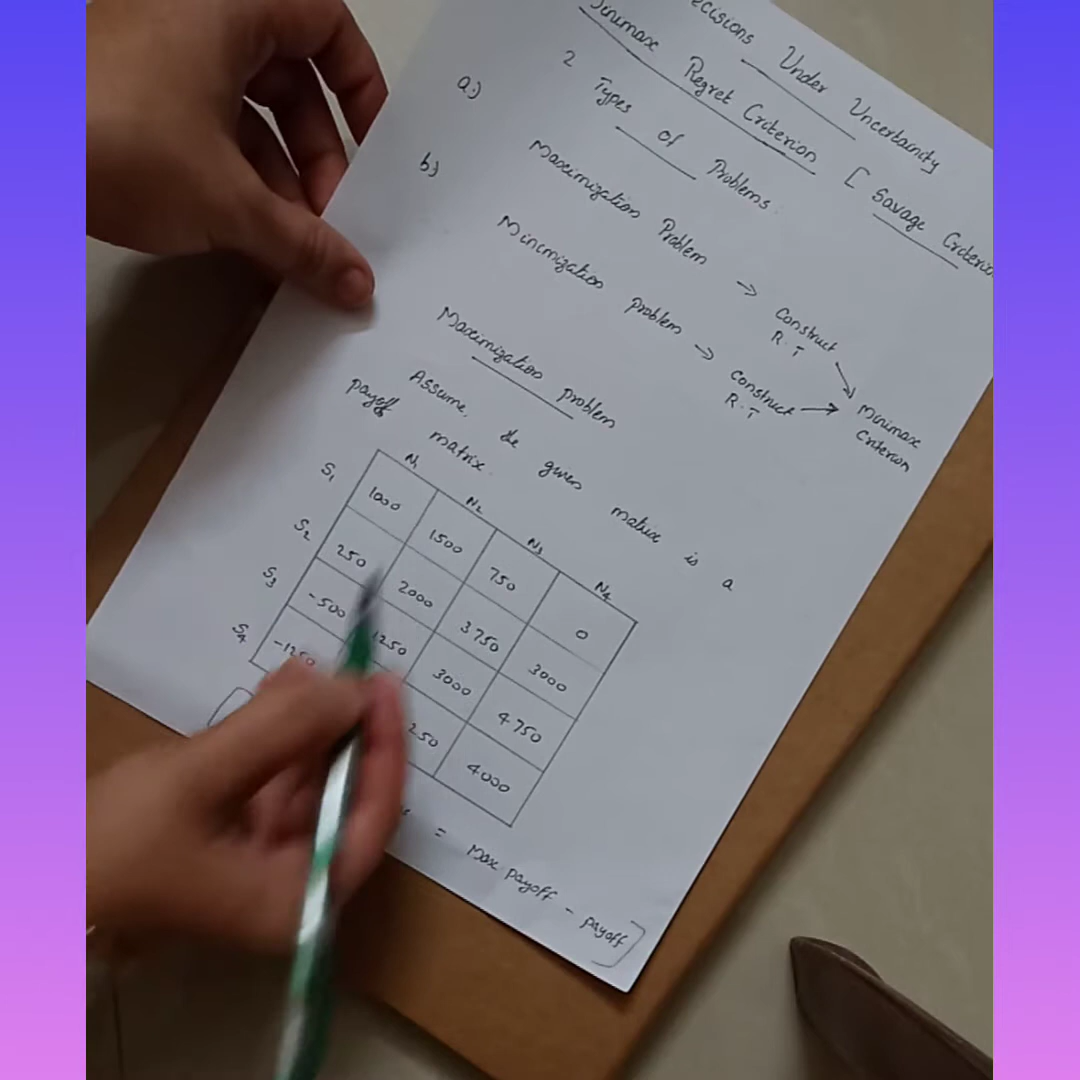 Decisions Under Uncertainity
Minimax Regret Criterion [ Savage Criterion
2 Types of Problems.
a.) Maximization Problem → Construct R.T
b) Minimization problem → Construct R.T → Minimax Criterion
Maximization problem
Assume, the given matrix is a
payoff matrix.
N1 N2 N3 N4
S1 1000 1500 750 0
S2 250 2000 3750 3000
S3 -500 1250 3000 4750
S4 -1250 250 4000
= Max payoff - payoff ]